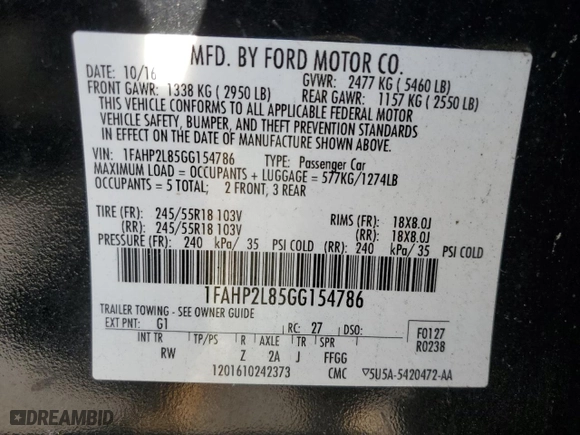 MFD. BY FORD MOTOR CO.
DATE: 10/16 GVWR: 2477 KG ( 5460 LB)
FRONT GAWR: 1338 KG ( 2950 LB) REAR GAWR: 1157 KG ( 2550 LB)
THIS VEHICLE CONFORMS TO ALL APPLICABLE FEDERAL MOTOR
VEHICLE SAFETY, BUMPER, AND THEFT PREVENTION STANDARDS
IN EFFECT ON THE DATE OF MANUFACTURE SHOWN ABOVE.
VIN: 1FAHP2L85GG154786 TYPE: Passenger Car
MAXIMUM LOAD = OCCUPANTS + LUGGAGE = 577KG/1274LB
OCCUPANTS = 5 TOTAL; 2 FRONT, 3 REAR
TIRE (FR): 245/55R18 103V RIMS (FR): 18X8.0J
(RR): 245/55R18 103V (RR): 18X8.0J
PRESSURE (FR): 240 kPa/ 35 PSI COLD (RR): 240 kPa/ 35 PSI COLD
1FAHP2L85GG154786
TRAILER TOWING - SEE OWNER GUIDE
EXT PNT: G1 RC: 27 DSO: F0127
INT TR TP/PS R AXLE TR SPR R0238
RW Z 2A J FFGG
1201610242373 CMC ▽5U5A-5420472-AA
DREAMBID